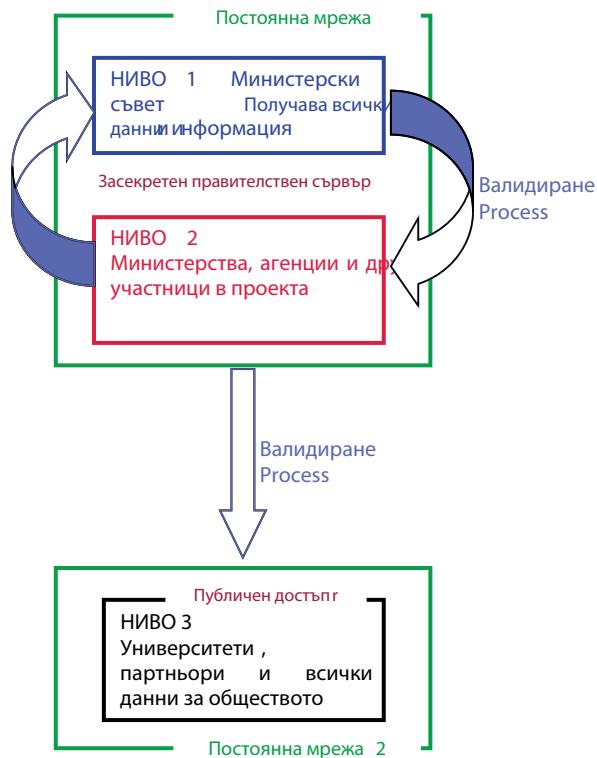 Постоянна мрежа
НИВО 1 Министерски
съвет Получава всички
данни и информация
Засекретен правителствен сървър
Валидиране
Process
НИВО 2
Министерства, агенции и
участници в проекта
Валидиране
Process
Публичен достъп r
НИВО 3
Университети ,
партньори и всички
данни за обществото
Постоянна мрежа 2